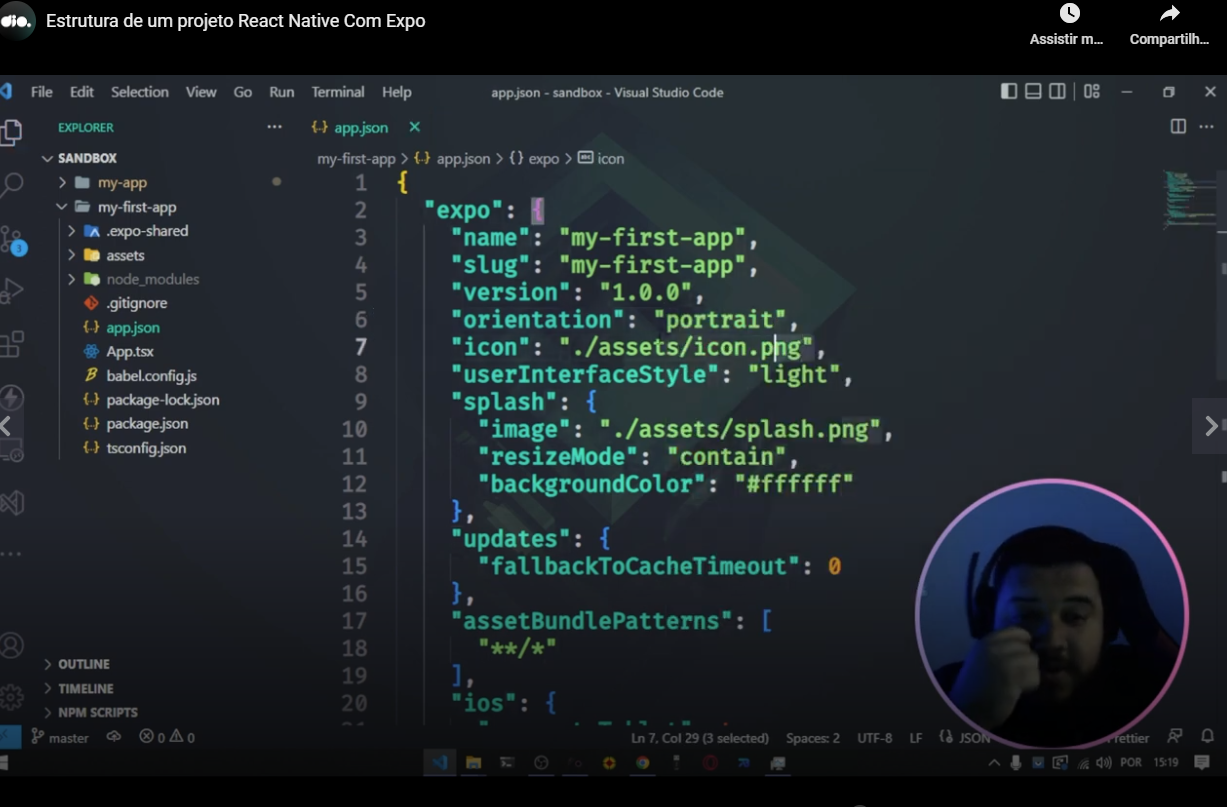 dio.
Estrutura de um projeto React Native Com Expo
Assistir m...
Compartilh...
File Edit Selection View Go Run Terminal Help
app.json - sandbox - Visual Studio Code
EXPLORER
SANDBOX
my-app
my-first-app
.expo-shared
assets
node_modules
.gitignore
{..} app.json
App.tsx
babel.config.js
{..} package-lock.json
{..} package.json
{..} tsconfig.json
OUTLINE
TIMELINE
NPM SCRIPTS
3
{..} app.json ×
my-first-app > {..} app.json > {} expo > icon
1 {
2 "expo": {
3 "name": "my-first-app",
4 "slug": "my-first-app",
5 "version": "1.0.0",
6 "orientation": "portrait",
7 "icon": "./assets/icon.png",
8 "userInterfaceStyle": "light",
9 "splash": {
10 "image": "./assets/splash.png",
11 "resizeMode": "contain",
12 "backgroundColor": "#ffffff"
13 },
14 "updates": {
15 "fallbackToCacheTimeout": 0
16 },
17 "assetBundlePatterns": [
18 "**/*"
19 ],
20 "ios": {
master 0 0
Ln 7, Col 29 (3 selected) Spaces: 2 UTF-8 LF {} JSON Prettier
POR 15:19